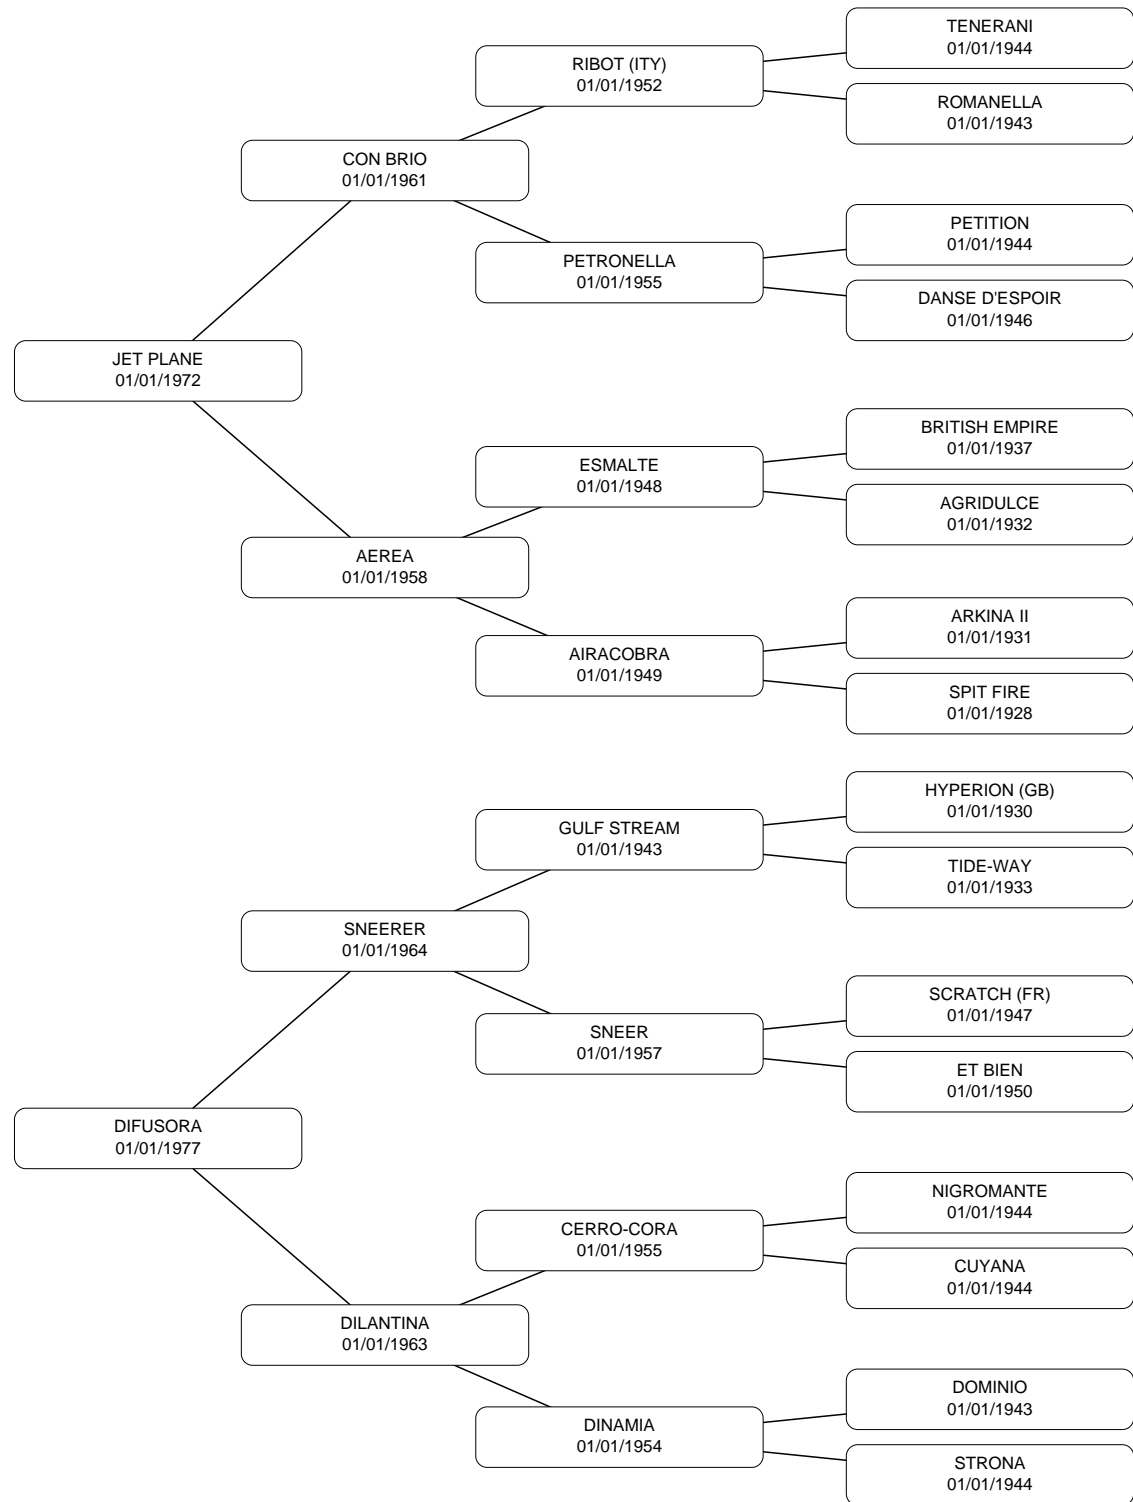 TENERANI
01/01/1944
RIBOT (ITY)
01/01/1952
ROMANELLA
01/01/1943
CON BRIO
01/01/1961
PETITION
01/01/1944
PETRONELLA
01/01/1955
DANSE D'ESPOIR
01/01/1946
JET PLANE
01/01/1972
BRITISH EMPIRE
01/01/1937
ESMALTE
01/01/1948
AGRIDULCE
01/01/1932
AEREA
01/01/1958
ARKINA II
01/01/1931
AIRACOBRA
01/01/1949
SPIT FIRE
01/01/1928
HYPERION (GB)
01/01/1930
GULF STREAM
01/01/1943
TIDE-WAY
01/01/1933
SNEERER
01/01/1964
SCRATCH (FR)
01/01/1947
SNEER
01/01/1957
ET BIEN
01/01/1950
DIFUSORA
01/01/1977
NIGROMANTE
01/01/1944
CERRO-CORA
01/01/1955
CUYANA
01/01/1944
DILANTINA
01/01/1963
DOMINIO
01/01/1943
DINAMIA
01/01/1954
STRONA
01/01/1944